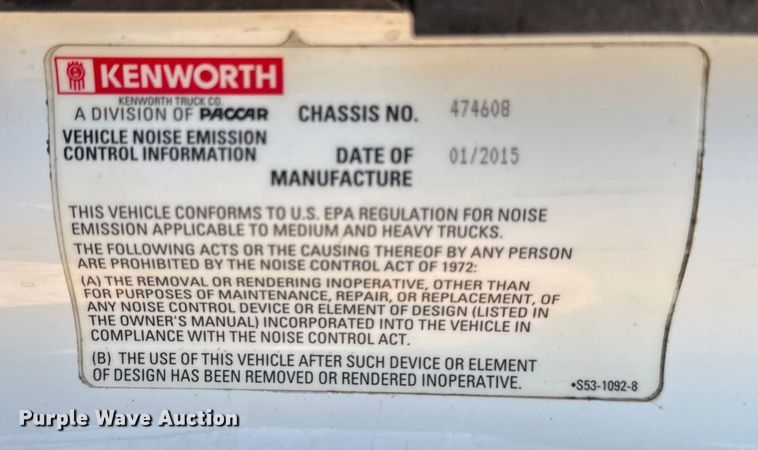 KENWORTH
KENWORTH TRUCK CO.
A DIVISION OF PACCAR
CHASSIS NO. 474608
VEHICLE NOISE EMISSION
CONTROL INFORMATION
DATE OF 01/2015
MANUFACTURE
THIS VEHICLE CONFORMS TO U.S. EPA REGULATION FOR NOISE
EMISSION APPLICABLE TO MEDIUM AND HEAVY TRUCKS.
THE FOLLOWING ACTS OR THE CAUSING THEREOF BY ANY PERSON
ARE PROHIBITED BY THE NOISE CONTROL ACT OF 1972:
(A) THE REMOVAL OR RENDERING INOPERATIVE, OTHER THAN
FOR PURPOSES OF MAINTENANCE, REPAIR, OR REPLACEMENT, OF
ANY NOISE CONTROL DEVICE OR ELEMENT OF DESIGN (LISTED IN
THE OWNER'S MANUAL) INCORPORATED INTO THE VEHICLE IN
COMPLIANCE WITH THE NOISE CONTROL ACT.
(B) THE USE OF THIS VEHICLE AFTER SUCH DEVICE OR ELEMENT
OF DESIGN HAS BEEN REMOVED OR RENDERED INOPERATIVE.
•S53-1092-8
Purple Wave Auction